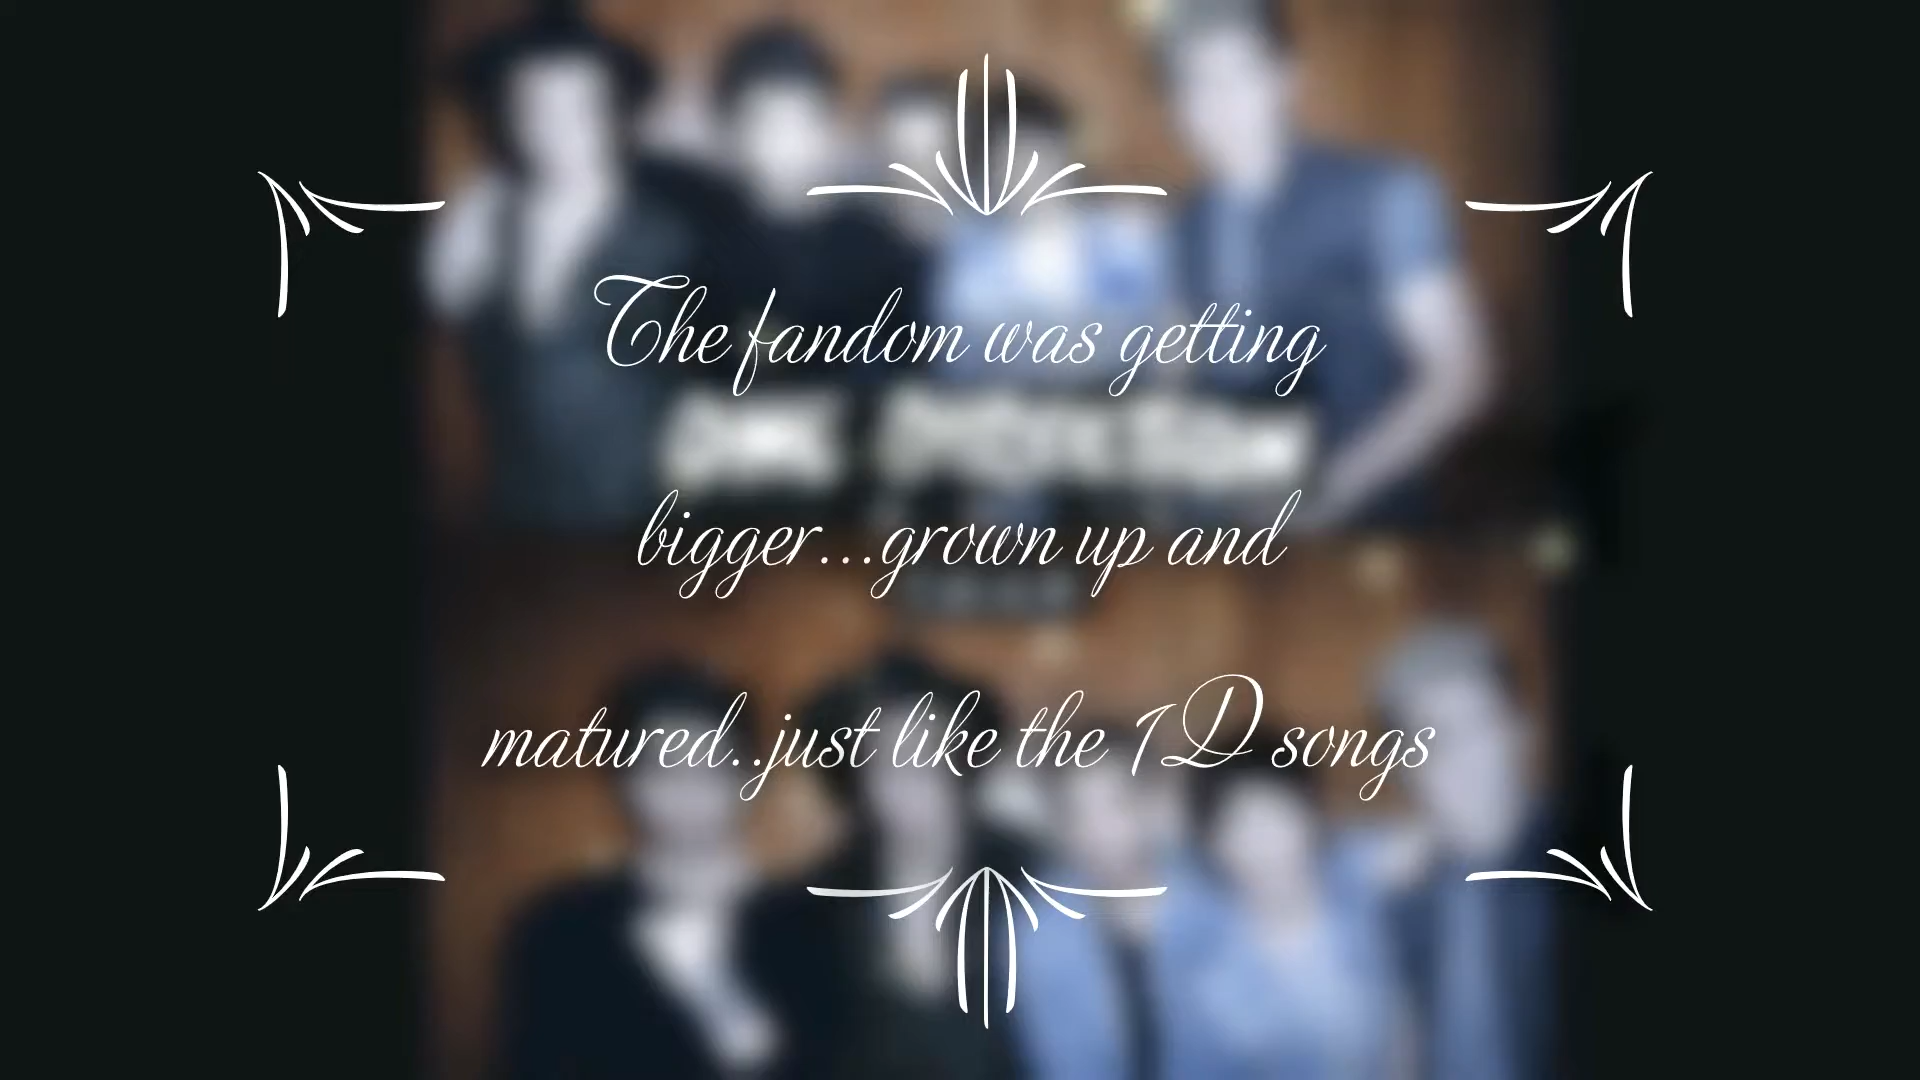 The fandom was getting
bigger...grown up and
matured..just like the 1D songs